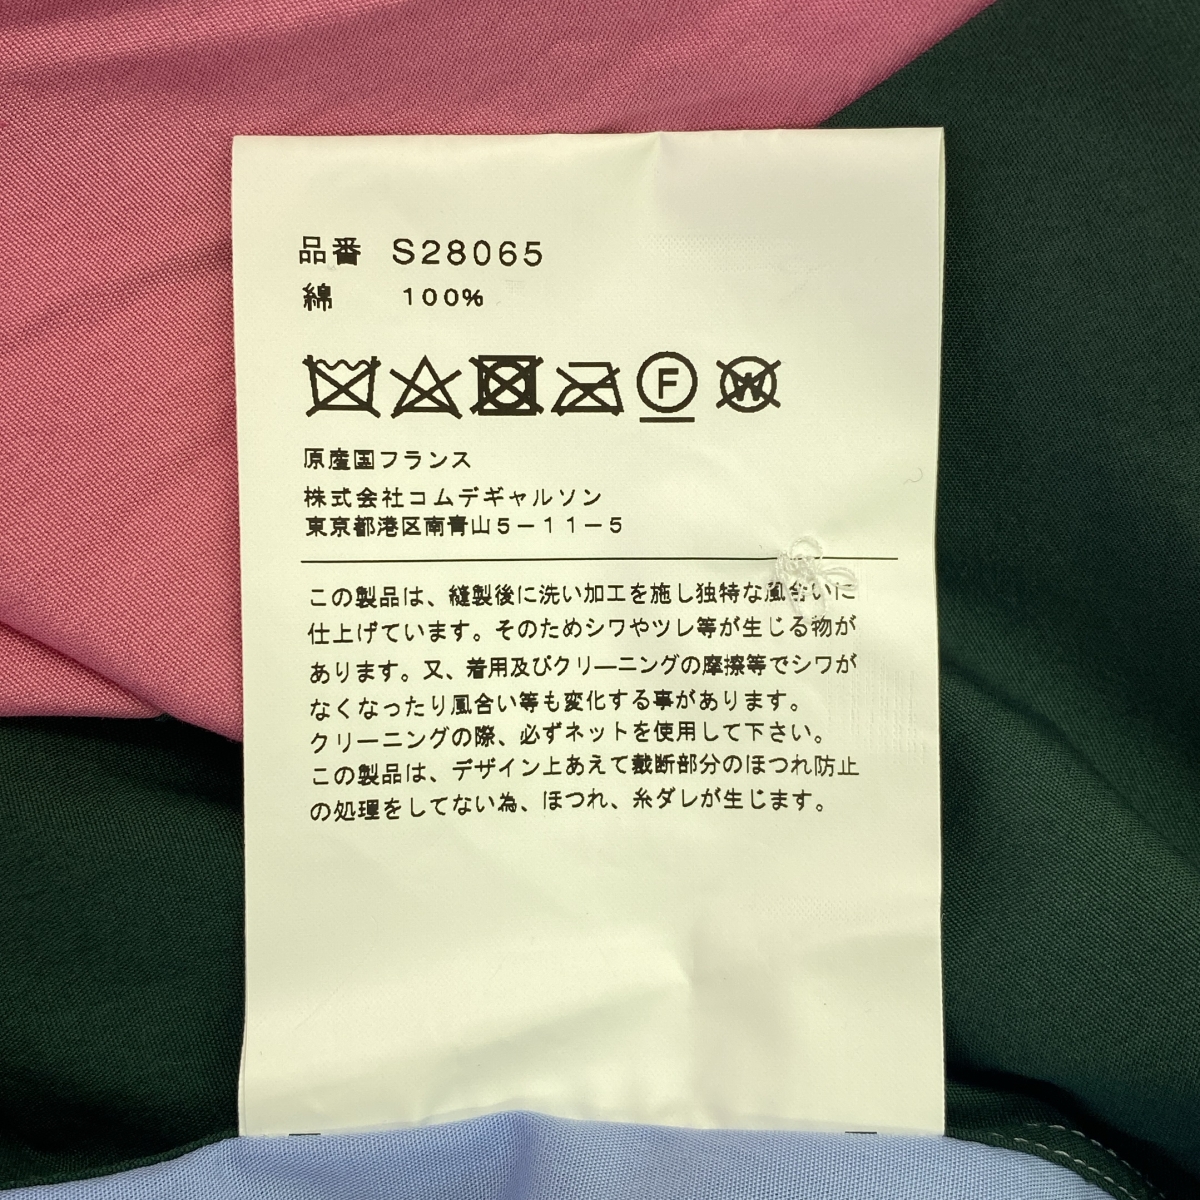 品番 S28065
綿 100%
F W
原産国フランス
株式会社コムデギャルソン
東京都港区南青山5-11-5
この製品は、縫製後に洗い加工を施し独特な風合いに
仕上げています。そのためシワやツレ等が生じる物が
あります。又、着用及びクリーニングの摩擦等でシワが
なくなったり風合い等も変化する事があります。
クリーニングの際、必ずネットを使用して下さい。
この製品は、デザイン上あえて裁断部分のほつれ防止
の処理をしてない為、ほつれ、糸ダレが生じます。